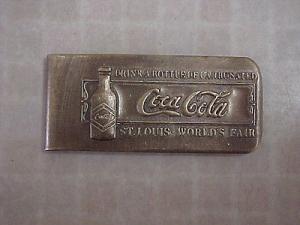 DRINK A BOTTLE OF CARBONATED
Coca-Cola
ST. LOUIS WORLD'S FAIR